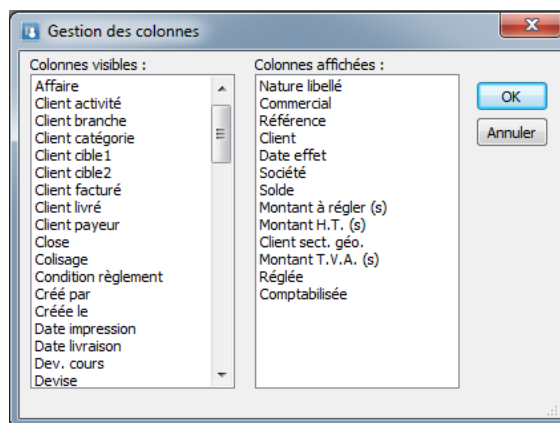 Gestion des colonnes
Colonnes visibles :
Affaire
Client activité
Client branche
Client catégorie
Client cible1
Client cible2
Client facturé
Client livré
Client payeur
Close
Colisage
Condition règlement
Créé par
Créée le
Date impression
Date livraison
Dev. cours
Devise
Colonnes affichées :
Nature libellé
Commercial
Référence
Client
Date effet
Société
Solde
Montant à régler (s)
Montant H.T. (s)
Client sect. géo.
Montant T.V.A. (s)
Réglée
Comptabilisée
OK
Annuler